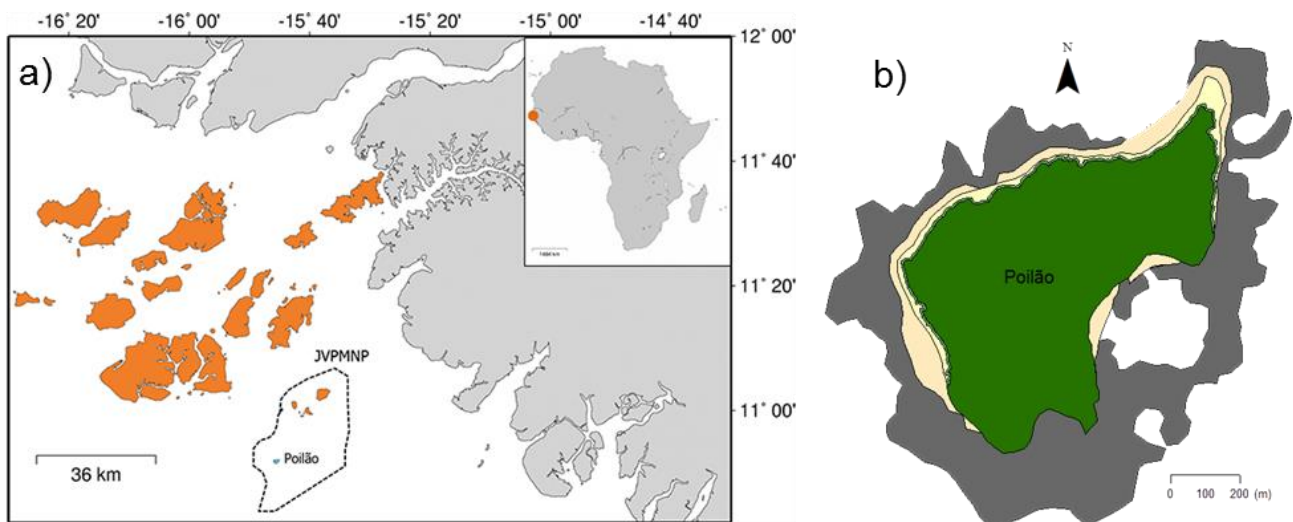 -16° 20' -16° 00' -15° 40' -15° 20' -15° 00' -14° 40'
a)
12° 00'
11° 40'
11° 20'
11° 00'
JVPMNP
Poilão
36 km
b)
N
Poilão
0 100 200 (m)